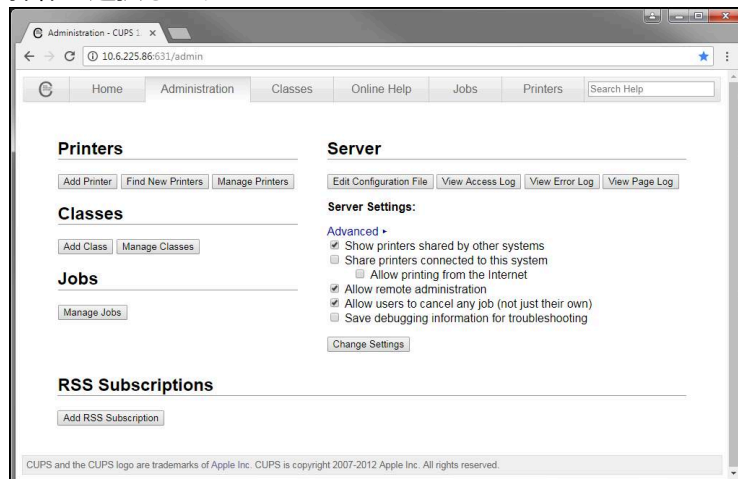 Administration - CUPS 1.
10.6.225.86:631/admin
Home Administration Classes Online Help Jobs Printers Search Help
Printers
Add Printer Find New Printers Manage Printers
Classes
Add Class Manage Classes
Jobs
Manage Jobs
Server
Edit Configuration File View Access Log View Error Log View Page Log
Server Settings:
Advanced
Show printers shared by other systems
Share printers connected to this system
Allow printing from the Internet
Allow remote administration
Allow users to cancel any job (not just their own)
Save debugging information for troubleshooting
Change Settings
RSS Subscriptions
Add RSS Subscription
CUPS and the CUPS logo are trademarks of Apple Inc. CUPS is copyright 2007-2012 Apple Inc. All rights reserved.